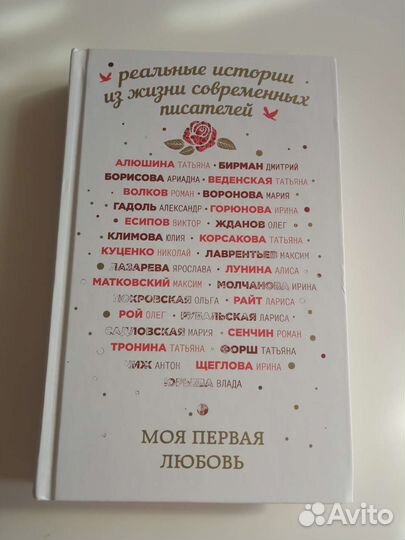 реальные истории
из жизни современных
писателей
АЛЮШИНА ТАТЬЯНА • БИРМАН ДМИТРИЙ
БОРИСОВА АРИАДНА • ВЕДЕНСКАЯ ТАТЬЯНА
ВОЛКОВ РОМАН • ВОРОНОВА МАРИЯ
ГАДОЛЬ АЛЕКСАНДР • ГОРЮНОВА ИРИНА
ЕСИПОВ ВИКТОР • ЖДАНОВ ОЛЕГ
КЛИМОВА ЮЛИЯ • КОРСАКОВА ТАТЬЯНА
КУЦЕНКО НИКОЛАЙ • ЛАВРЕНТЬЕВ МАКСИМ
ЛАЗАРЕВА ЯРОСЛАВА • ЛУНИНА АЛИСА
МАТКОВСКИЙ МАКСИМ • МОЛЧАНОВА ИРИНА
ПОКРОВСКАЯ ОЛЬГА • РАЙТ ЛАРИСА
РОЙ ОЛЕГ • РУБАЛЬСКАЯ ЛАРИСА
САДЛОВСКАЯ МАРИЯ • СЕНЧИН РОМАН
ТРОНИНА ТАТЬЯНА • ФОРШ ТАТЬЯНА
ЧИЖ АНТОН • ЩЕГЛОВА ИРИНА
ЮРЬЕВА ВЛАДА
МОЯ ПЕРВАЯ
ЛЮБОВЬ
Avito